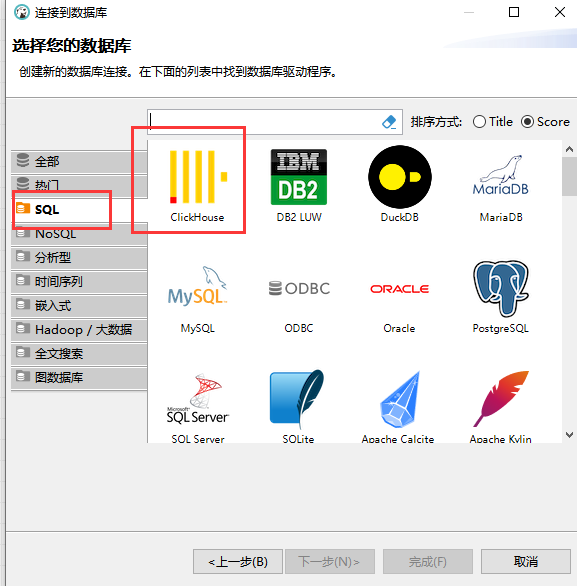 连接到数据库
选择您的数据库
创建新的数据库连接。在下面的列表中找到数据库驱动程序。
排序方式: Title Score
全部
热门
SQL
NoSQL
分析型
时间序列
嵌入式
Hadoop / 大数据
全文搜索
图数据库
ClickHouse
IBM
DB2
DB2 LUW
DuckDB
MariaDB
MariaDB
MySQL
MySQL
ODBC
ODBC
ORACLE
Oracle
PostgreSQL
Microsoft
SQL Server
SQL Server
SQLite
Apache Calcite
Apache Kylin
<上一步(B) 下一步(N)> 完成(F) 取消